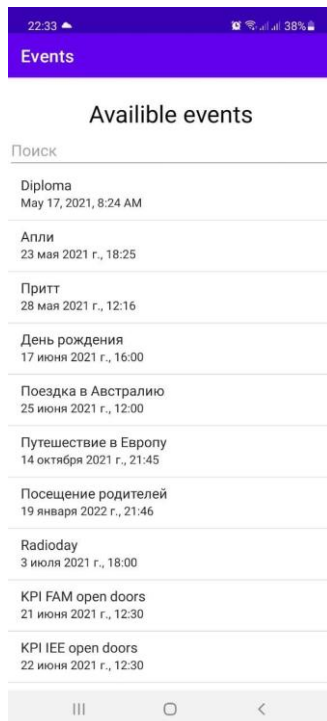 22:33 38%
Events
Availible events
Поиск
Diploma
May 17, 2021, 8:24 AM
Апли
23 мая 2021 г., 18:25
Притт
28 мая 2021 г., 12:16
День рождения
17 июня 2021 г., 16:00
Поездка в Австралию
25 июня 2021 г., 12:00
Путешествие в Европу
14 октября 2021 г., 21:45
Посещение родителей
19 января 2022 г., 21:46
Radioday
3 июля 2021 г., 18:00
KPI FAM open doors
21 июня 2021 г., 12:30
KPI IEE open doors
22 июня 2021 г., 12:30